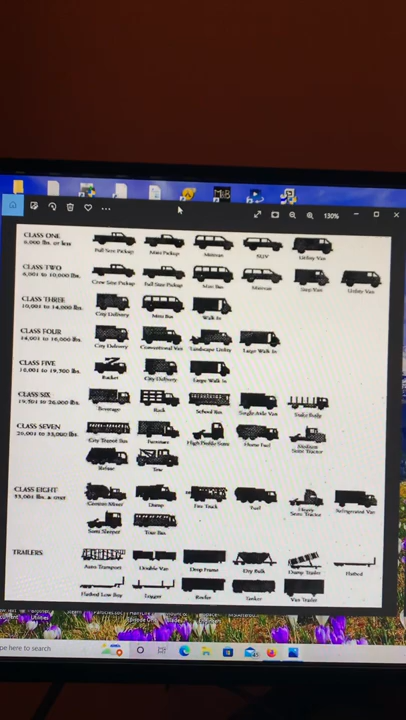 130%
CLASS ONE
6,000 lbs. or less
Full Size Pickup Mini Pickup Minivan SUV Utility Van
CLASS TWO
6,001 to 10,000 lbs.
Crew Size Pickup Full Size Pickup Mini Bus Minivan Step Van Utility Van
CLASS THREE
10,001 to 14,000 lbs.
City Delivery Mini Bus Walk In
CLASS FOUR
14,001 to 16,000 lbs.
City Delivery Conventional Van Landscape Utility Large Walk In
CLASS FIVE
16,001 to 19,500 lbs.
Bucket City Delivery Large Walk In
CLASS SIX
19,501 to 26,000 lbs.
Beverage Rack School Bus Single Axle Van Stake Body
CLASS SEVEN
26,001 to 33,000 lbs.
City Transit Bus Furniture High Profile Semi Home Fuel Medium Semi Tractor
Refuse Tow
CLASS EIGHT
33,001 lbs. & over
Cement Mixer Dump Fire Truck Fuel Heavy Semi Tractor Refrigerated Van
Semi Sleeper Tour Bus
TRAILERS
Auto Transport Double Van Drop Frame Dry Bulk Dump Trailer Flatbed
Flatbed Low Boy Logger Reefer Tanker Van Trailer
Utilities
pe here to search